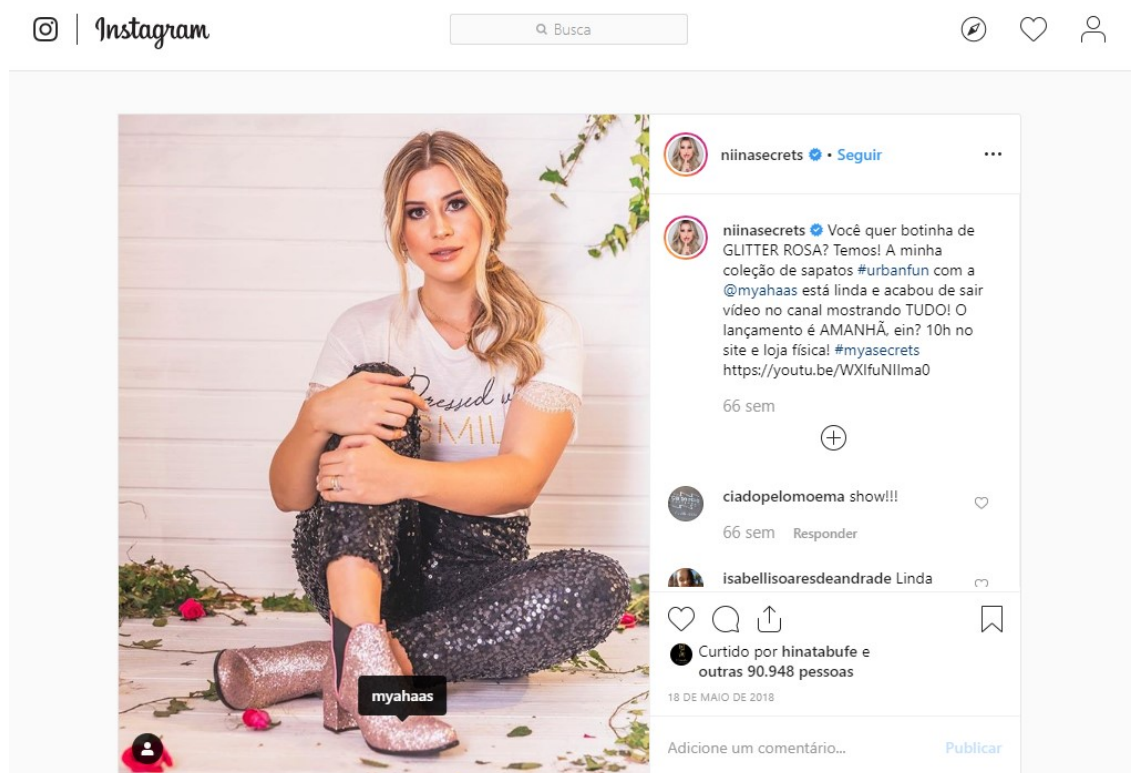 Instagram
Busca
niinasecrets • Seguir
niinasecrets Você quer botinha de
GLITTER ROSA? Temos! A minha
coleção de sapatos #urbanfun com a
@myahaas está linda e acabou de sair
vídeo no canal mostrando TUDO! O
lançamento é AMANHÃ, ein? 10h no
site e loja física! #myasecrets
https://youtu.be/WXIfuNIIma0
66 sem
ciadopelomoema show!!!
66 sem Responder
isabellisoaresdeandrade Linda
Curtido por hinatabufe e
outras 90.948 pessoas
18 DE MAIO DE 2018
Adicione um comentário... Publicar
Dressed
SMIL
myahaas